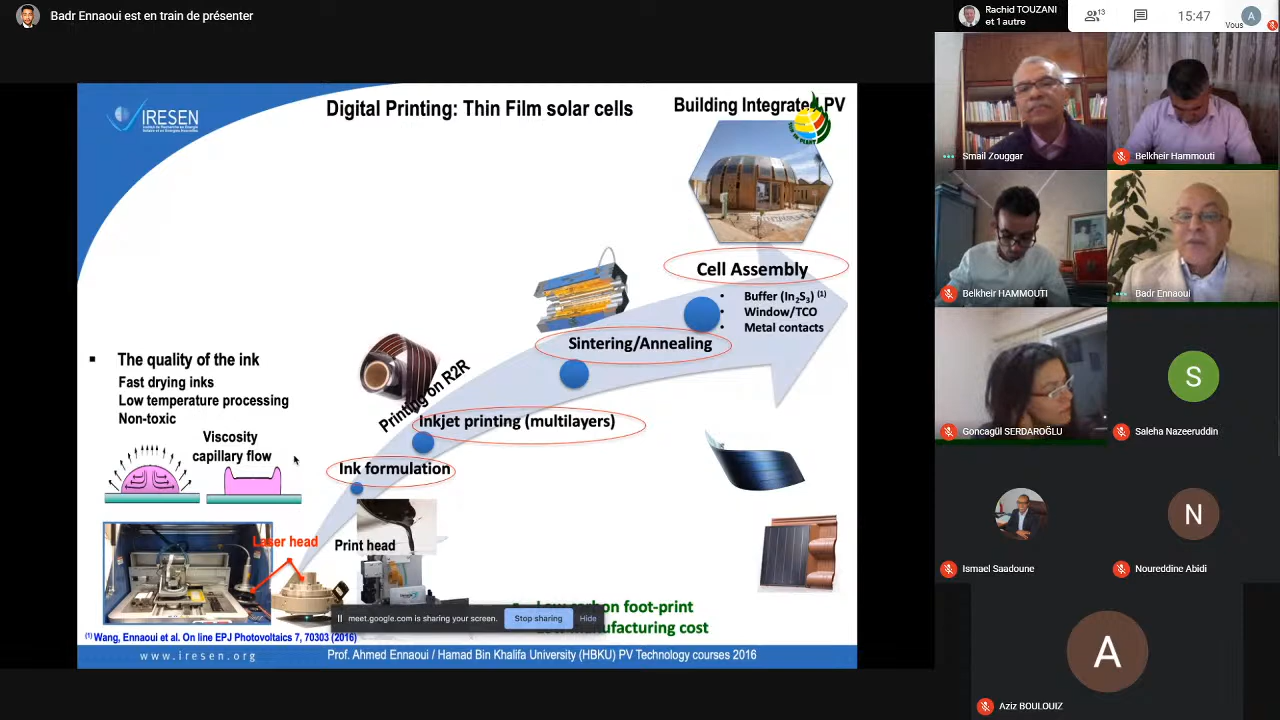 Badr Ennaoui est en train de présenter
Rachid TOUZANI
et 1 autre
13
15:47
A
Vous
IRESEN
Digital Printing: Thin Film solar cells
Building Integrated PV
Cell Assembly
• Buffer (In₂S₃) ⁽¹⁾
• Window/TCO
• Metal contacts
Sintering/Annealing
Printing on R2R
Inkjet printing (multilayers)
Ink formulation
▪ The quality of the ink
Fast drying inks
Low temperature processing
Non-toxic
Viscosity
capillary flow
Laser head
Print head
carbon foot-print
manufacturing cost
meet.google.com is sharing your screen.
Stop sharing
Hide
⁽¹⁾ Wang, Ennaoui et al. On line EPJ Photovoltaics 7, 70303 (2016)
www.iresen.org
Prof. Ahmed Ennaoui / Hamad Bin Khalifa University (HBKU) PV Technology courses 2016
Smail Zouggar
Belkheir Hammouti
Belkheir HAMMOUTI
Badr Ennaoui
Goncagül SERDAROĞLU
S
Saleha Nazeeruddin
Ismael Saadoune
N
Noureddine Abidi
A
Aziz BOULOUIZ